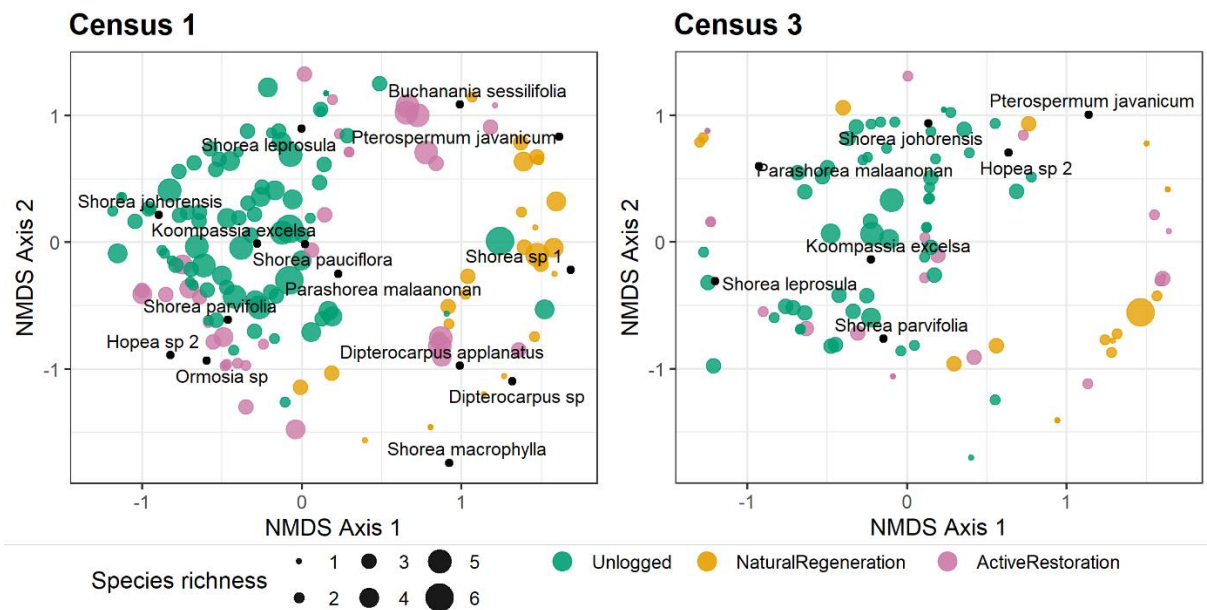 Census 1
Census 3
NMDS Axis 2
1
0
-1
Buchanania sessilifolia
Pterospermum javanicum
Shorea leprosula
Shorea johorensis
Koompassia excelsa
Shorea pauciflora
Shorea sp 1
Parashorea malaanonan
Shorea parvifolia
Hopea sp 2
Dipterocarpus applanatus
Ormosia sp
Dipterocarpus sp
Shorea macrophylla
-1 0 1
NMDS Axis 1
NMDS Axis 2
1
0
-1
Pterospermum javanicum
Shorea johorensis
Hopea sp 2
Parashorea malaanonan
Koompassia excelsa
Shorea leprosula
Shorea parvifolia
-1 0 1
NMDS Axis 1
Species richness
1 3 5
2 4 6
Unlogged NaturalRegeneration ActiveRestoration